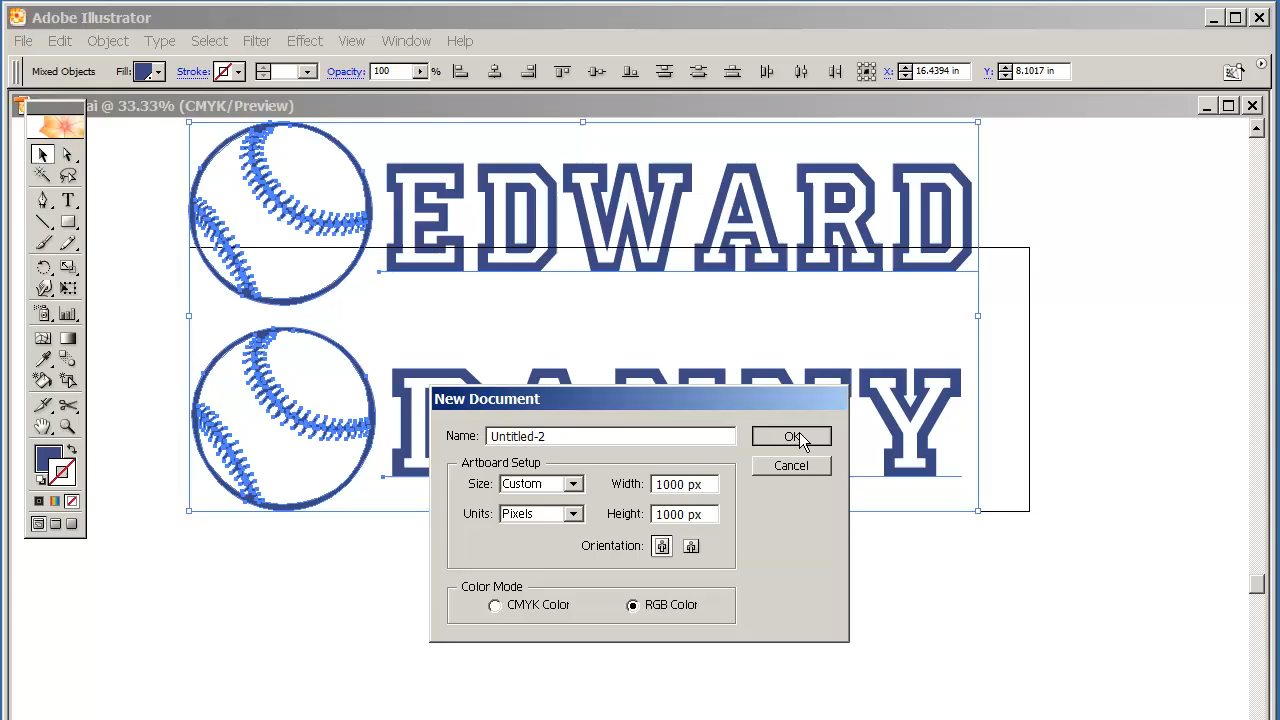 Adobe Illustrator
File Edit Object Type Select Filter Effect View Window Help
Mixed Objects Fill: Stroke: Opacity: 100 % X: 16.4394 in Y: 8.1017 in
ai @ 33.33% (CMYK/Preview)
EDWARD
New Document
Name: Untitled-2 OK
Artboard Setup Cancel
Size: Custom Width: 1000 px
Units: Pixels Height: 1000 px
Orientation:
Color Mode
CMYK Color RGB Color